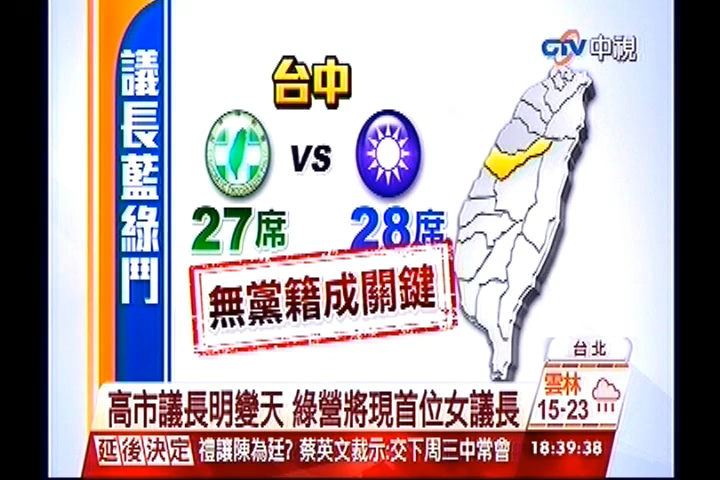 議長藍綠鬥
CTV中視
台中
VS
27席
28席
無黨籍成關鍵
台北
雲林
15-23
高市議長明變天 綠營將現首位女議長
延後決定
禮讓陳為廷? 蔡英文裁示:交下周三中常會
18:39:38